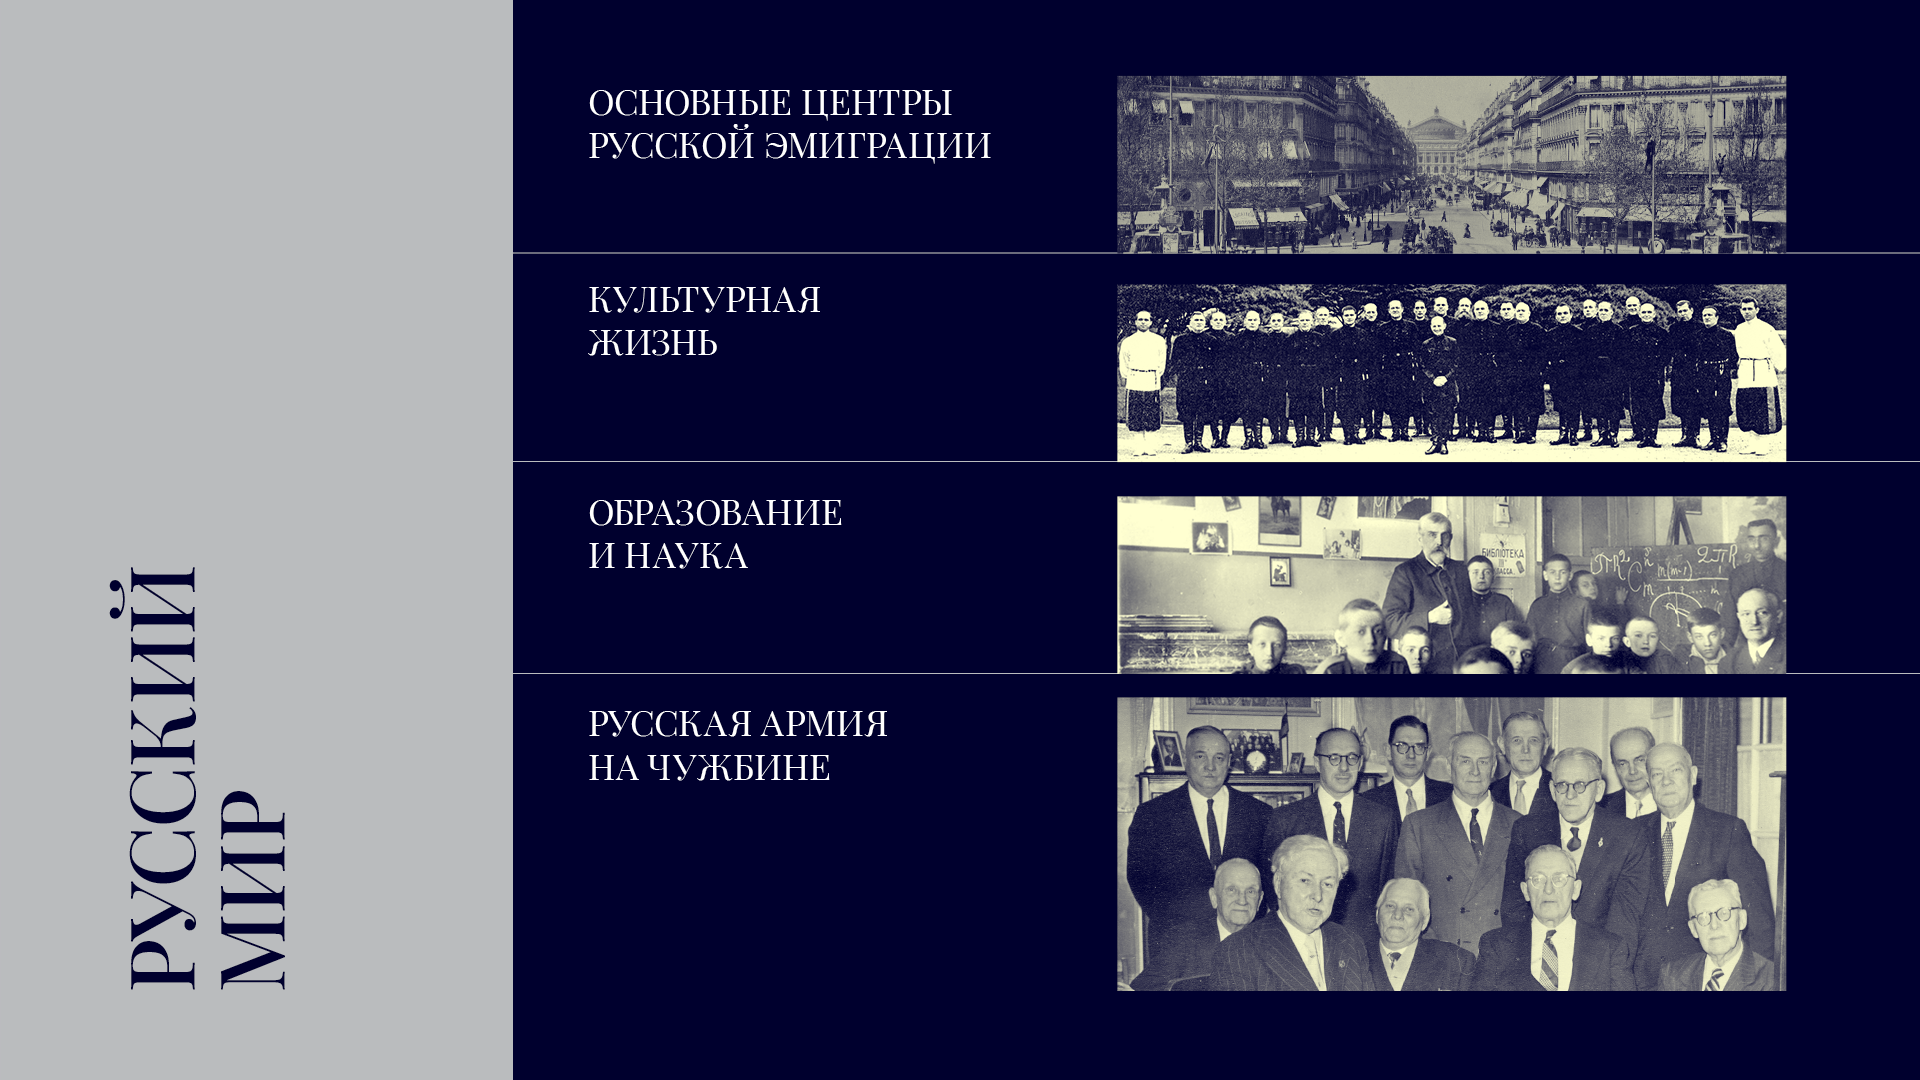 РУССКИЙ
МИР
ОСНОВНЫЕ ЦЕНТРЫ
РУССКОЙ ЭМИГРАЦИИ
КУЛЬТУРНАЯ
ЖИЗНЬ
ОБРАЗОВАНИЕ
И НАУКА
БИБЛИОТЕКА
РУССКАЯ АРМИЯ
НА ЧУЖБИНЕ